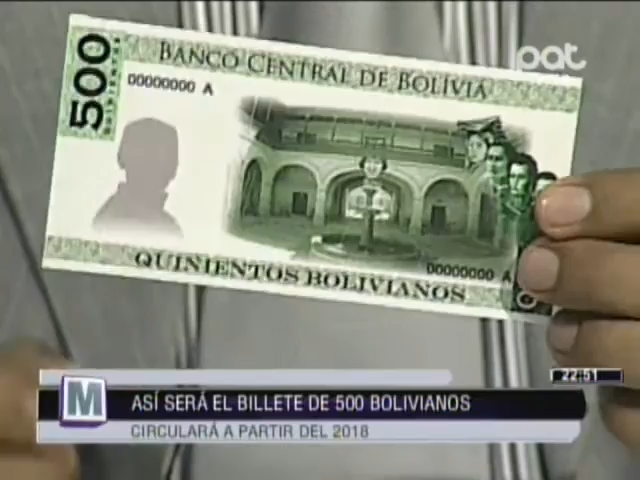 pat
BANCO CENTRAL DE BOLIVIA
500
QUINIENTOS
00000000 A
00000000 A
QUINIENTOS BOLIVIANOS
22:51
M
ASÍ SERÁ EL BILLETE DE 500 BOLIVIANOS
CIRCULARÁ A PARTIR DEL 2018